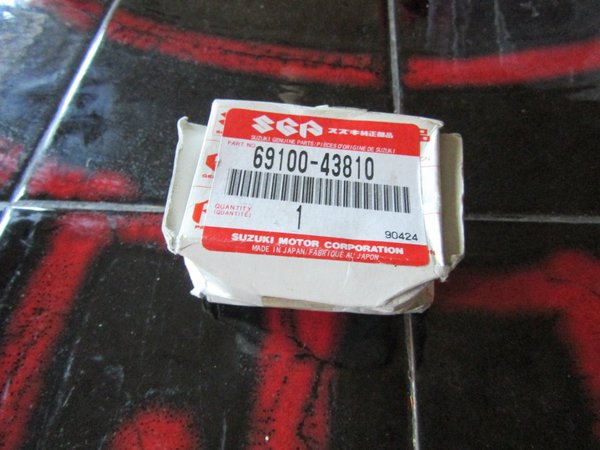 SGP スズキ純正部品
SUZUKI GENUINE PARTS/PIÈCES D'ORIGINE DE SUZUKI
PART NO.
69100-43810
QUANTITY
(QUANTITÉ)
1
90424
SUZUKI MOTOR CORPORATION
MADE IN JAPAN/FABRIQUÉ AU JAPON